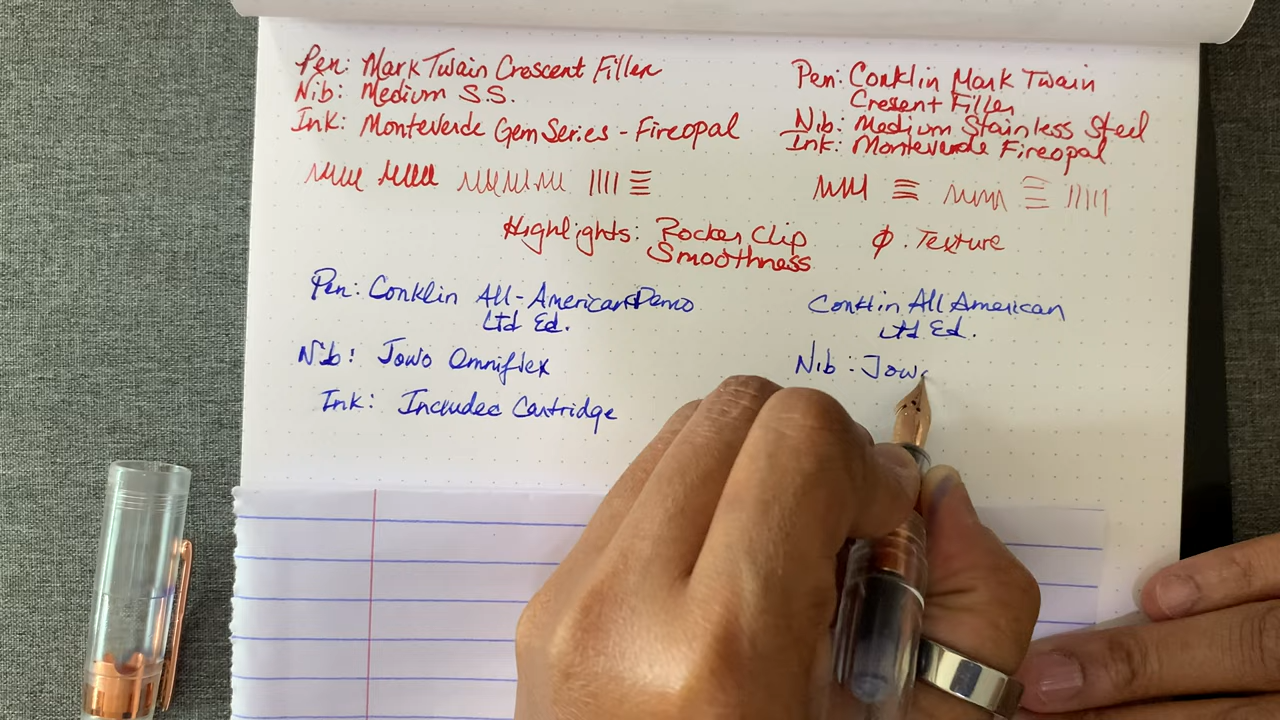 Pen: Mark Twain Crescent Filler
Nib: Medium S.S.
Ink: Monteverde Gem Series - Fireopal
Pen: Conklin Mark Twain
Cresent Filler
Nib: Medium Stainless Steel
Ink: Monteverde Fireopal
Highlights: Rocker Clip
Smoothness
φ. Texture
Pen: Conklin All-American Demo
Ltd Ed.
Nib: Jowo Omniflex
Ink: Includec Cartridge
Conklin All American
Ltd Ed.
Nib: Jowo